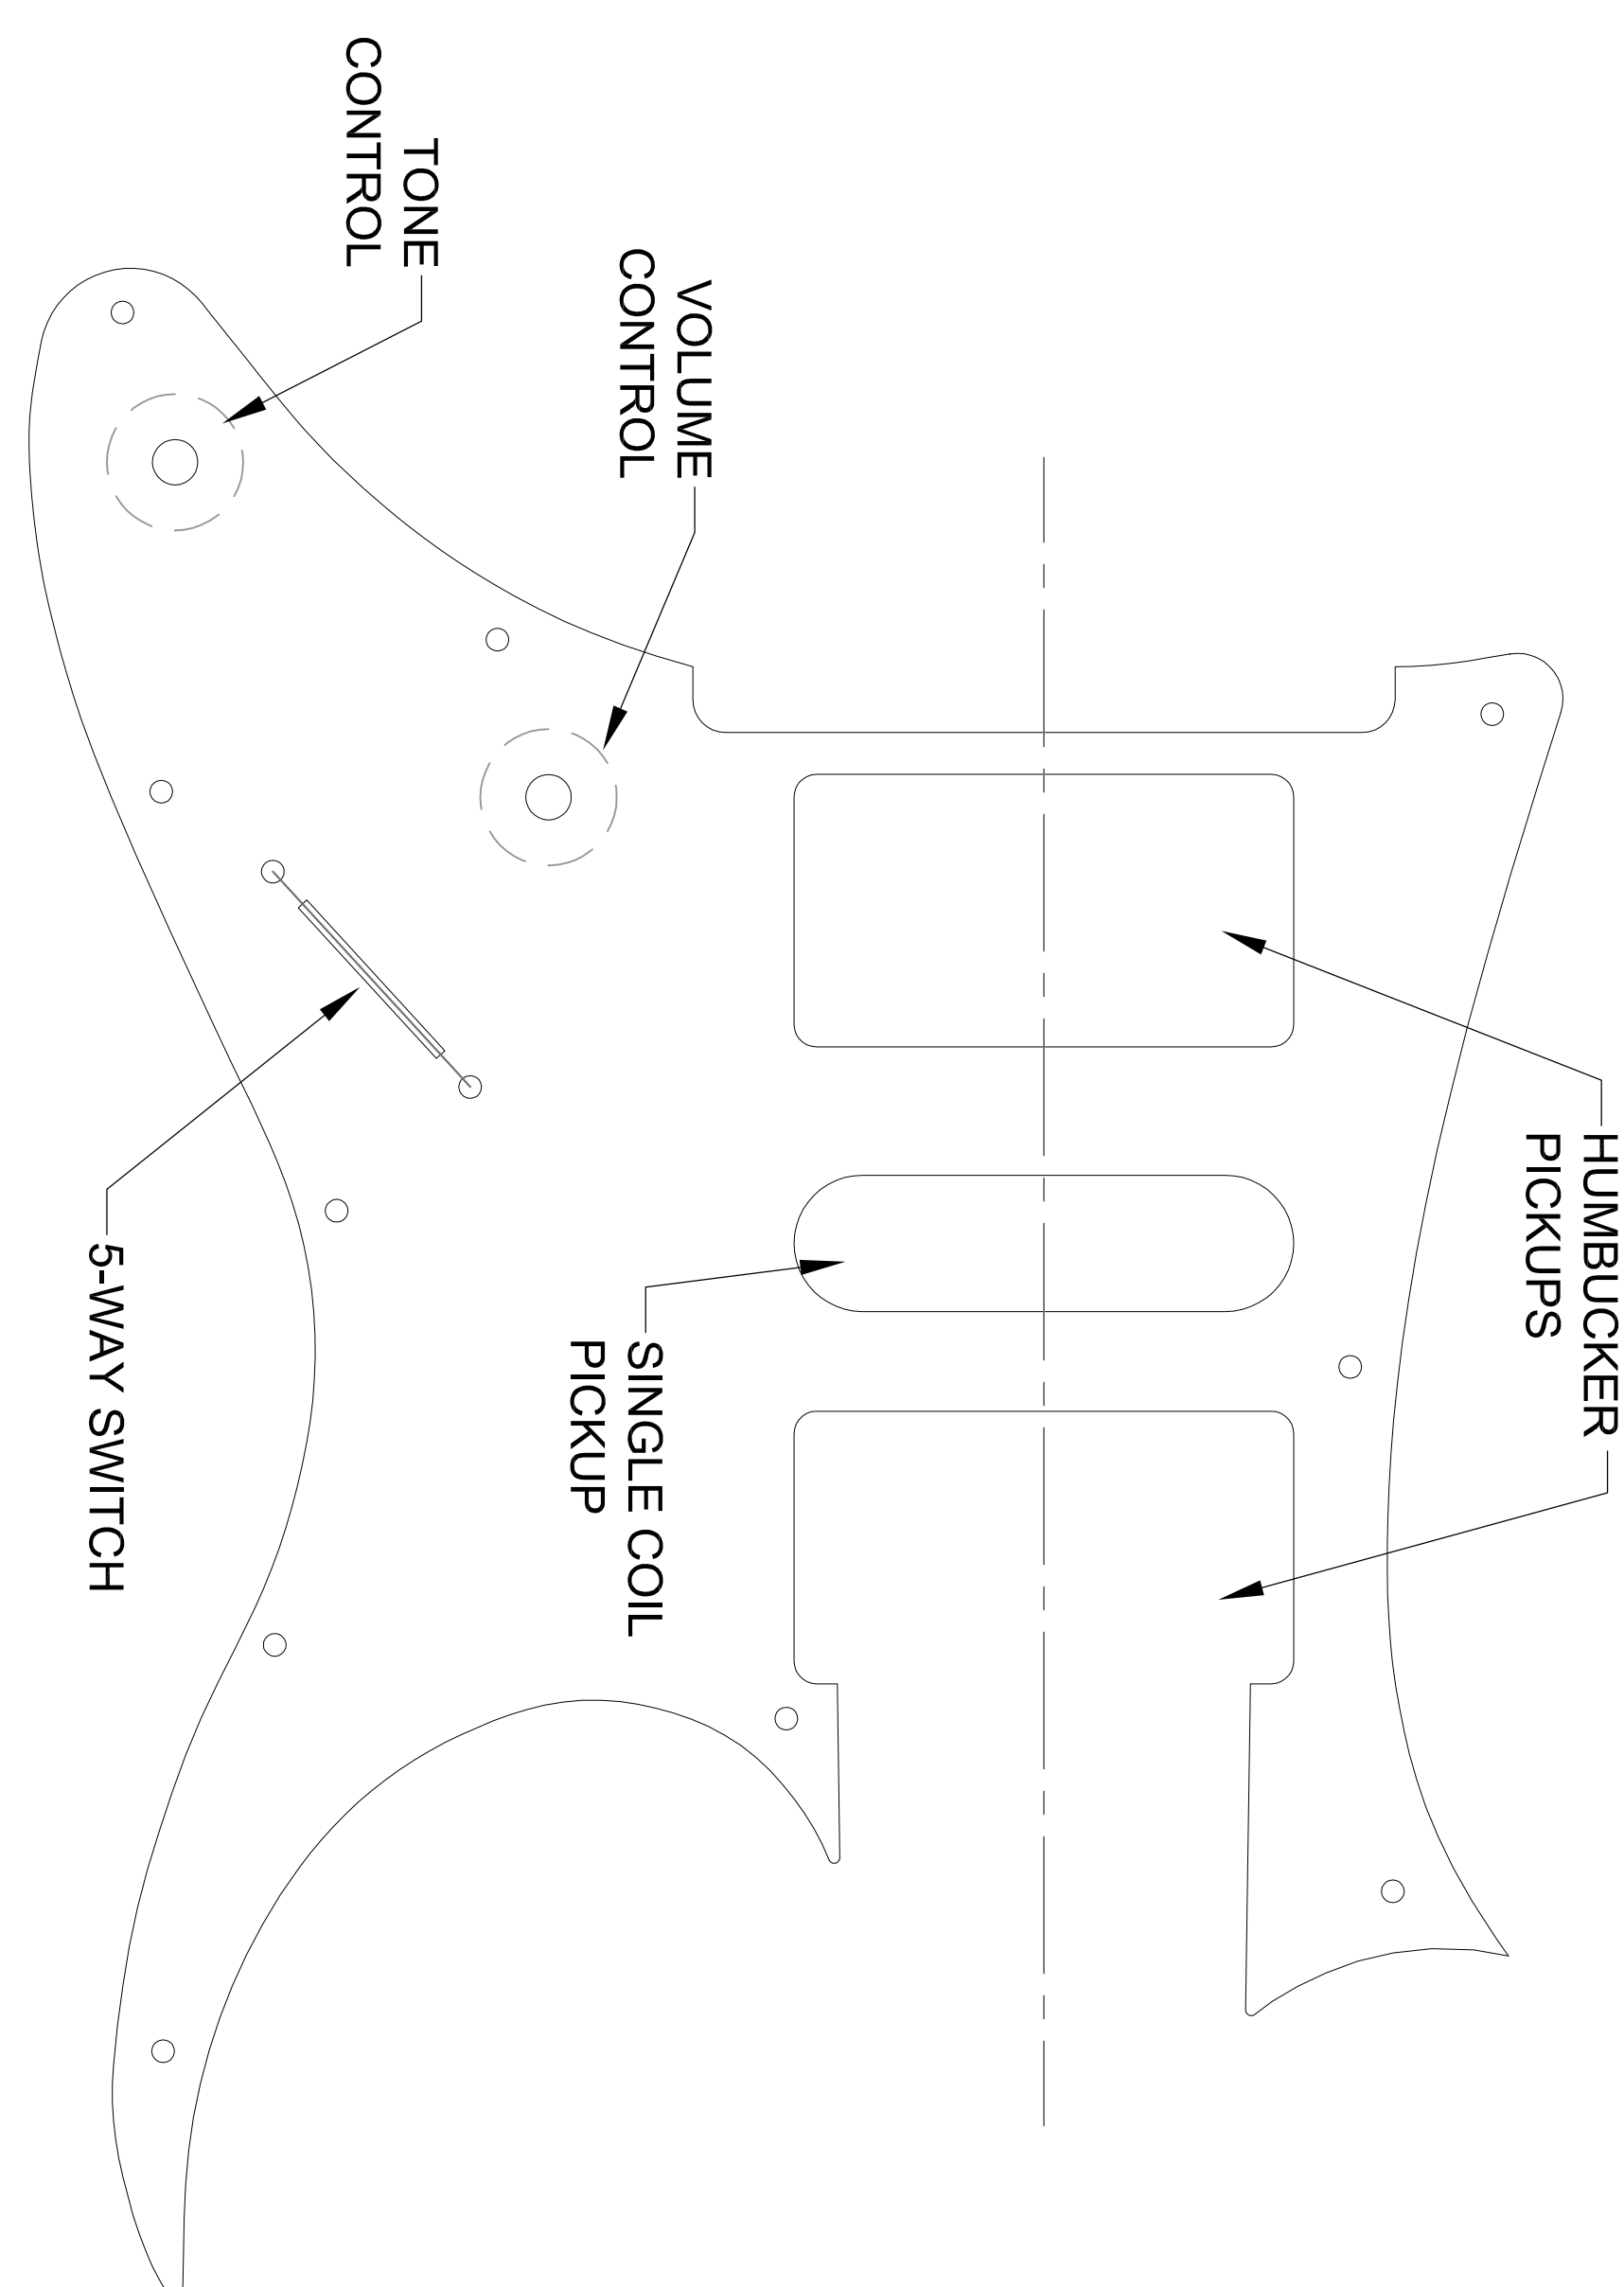 TONE
CONTROL
VOLUME
CONTROL
HUMBUCKER
PICKUPS
SINGLE COIL
PICKUP
5-WAY SWITCH